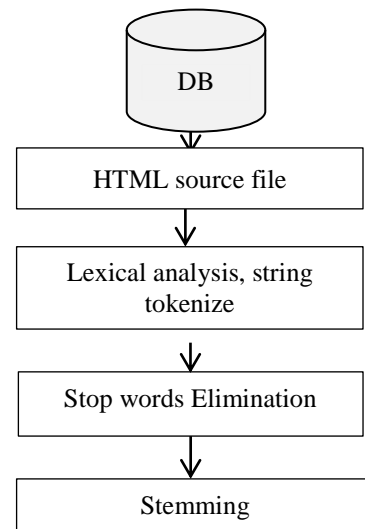 DB
HTML source file
Lexical analysis, string
tokenize
Stop words Elimination
Stemming